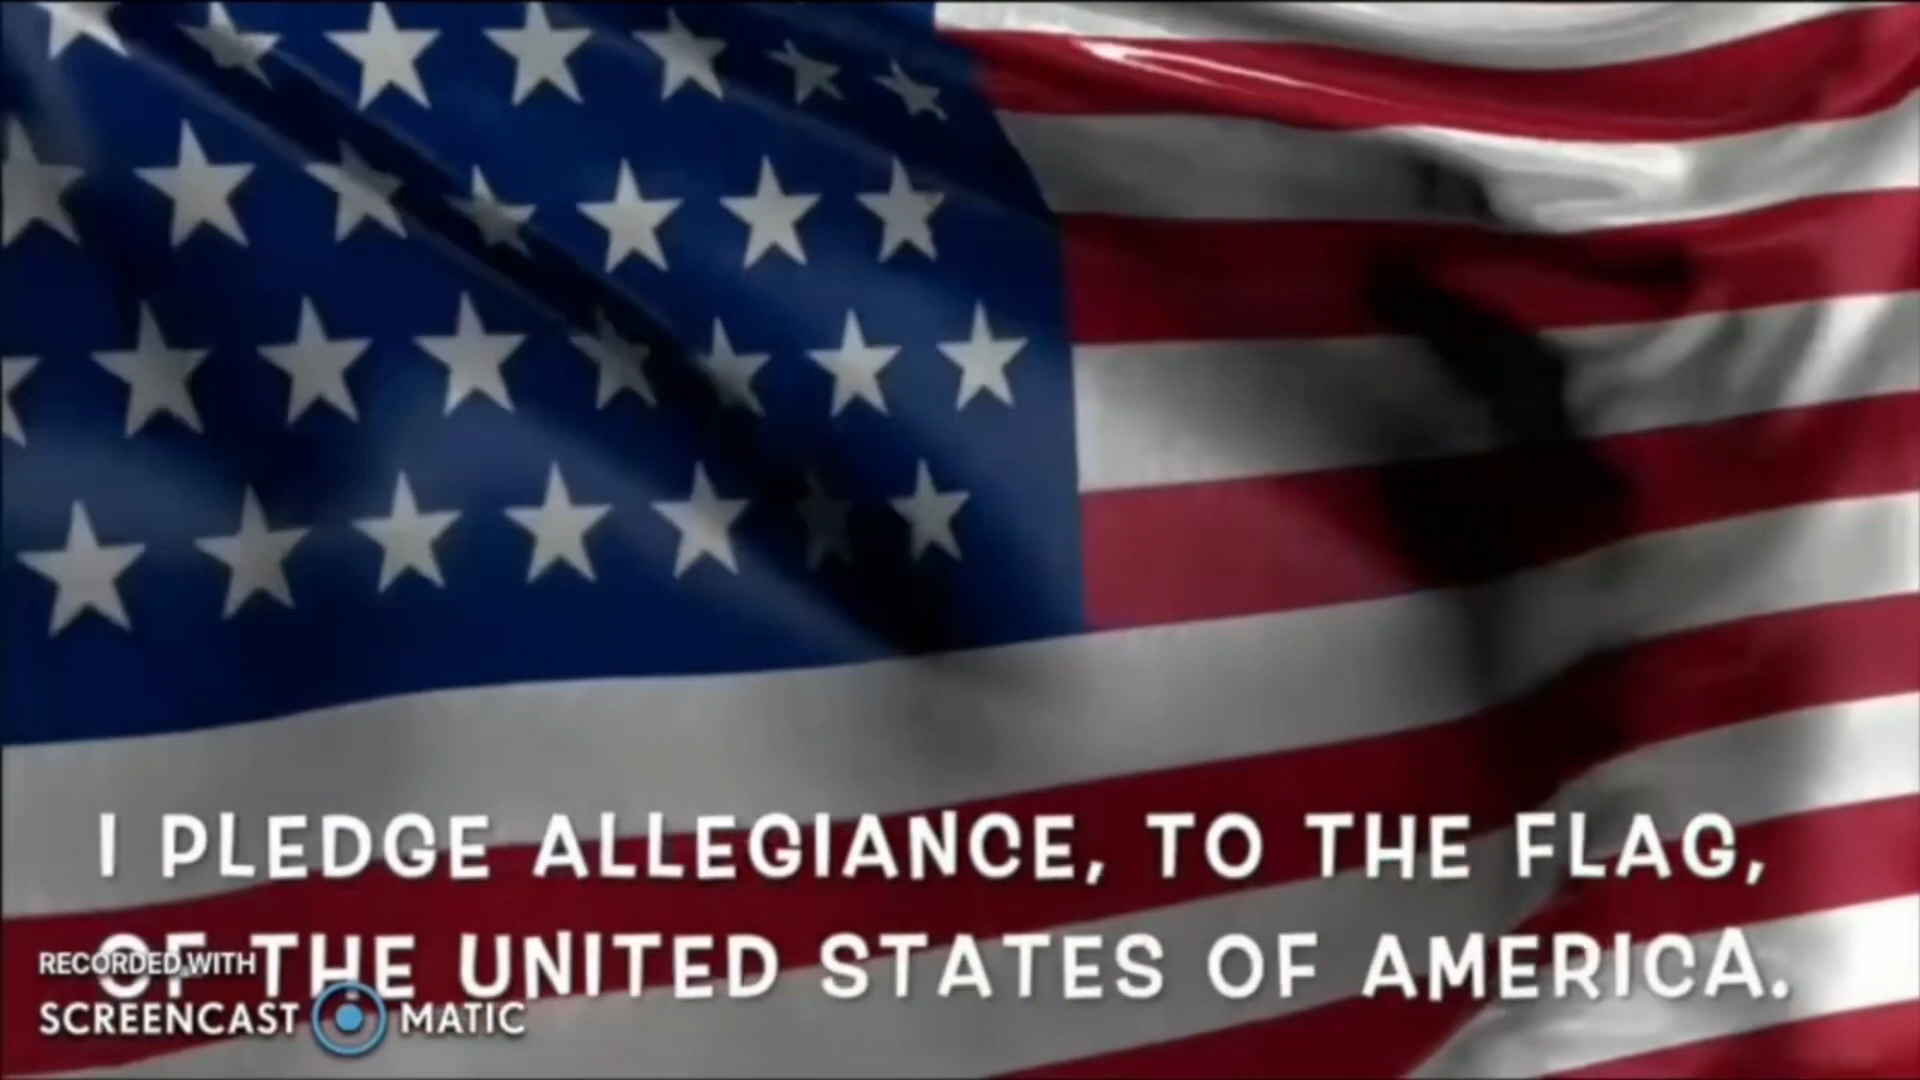 I PLEDGE ALLEGIANCE, TO THE FLAG,
OF THE UNITED STATES OF AMERICA.
RECORDED WITH
SCREENCAST MATIC